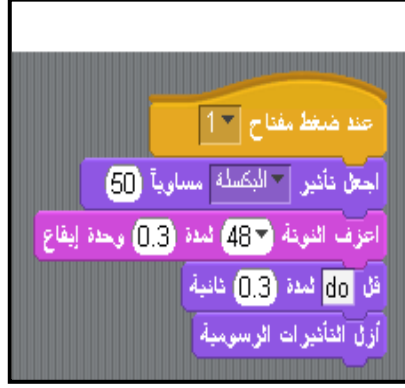 عند ضغط مفتاح 1
اجعل تأثير البكسلة مساوياً 50
اعزف النوتة 48 لمدة 0.3 وحدة إيقاع
قل do لمدة 0.3 ثانية
أزل التأثيرات الرسومية